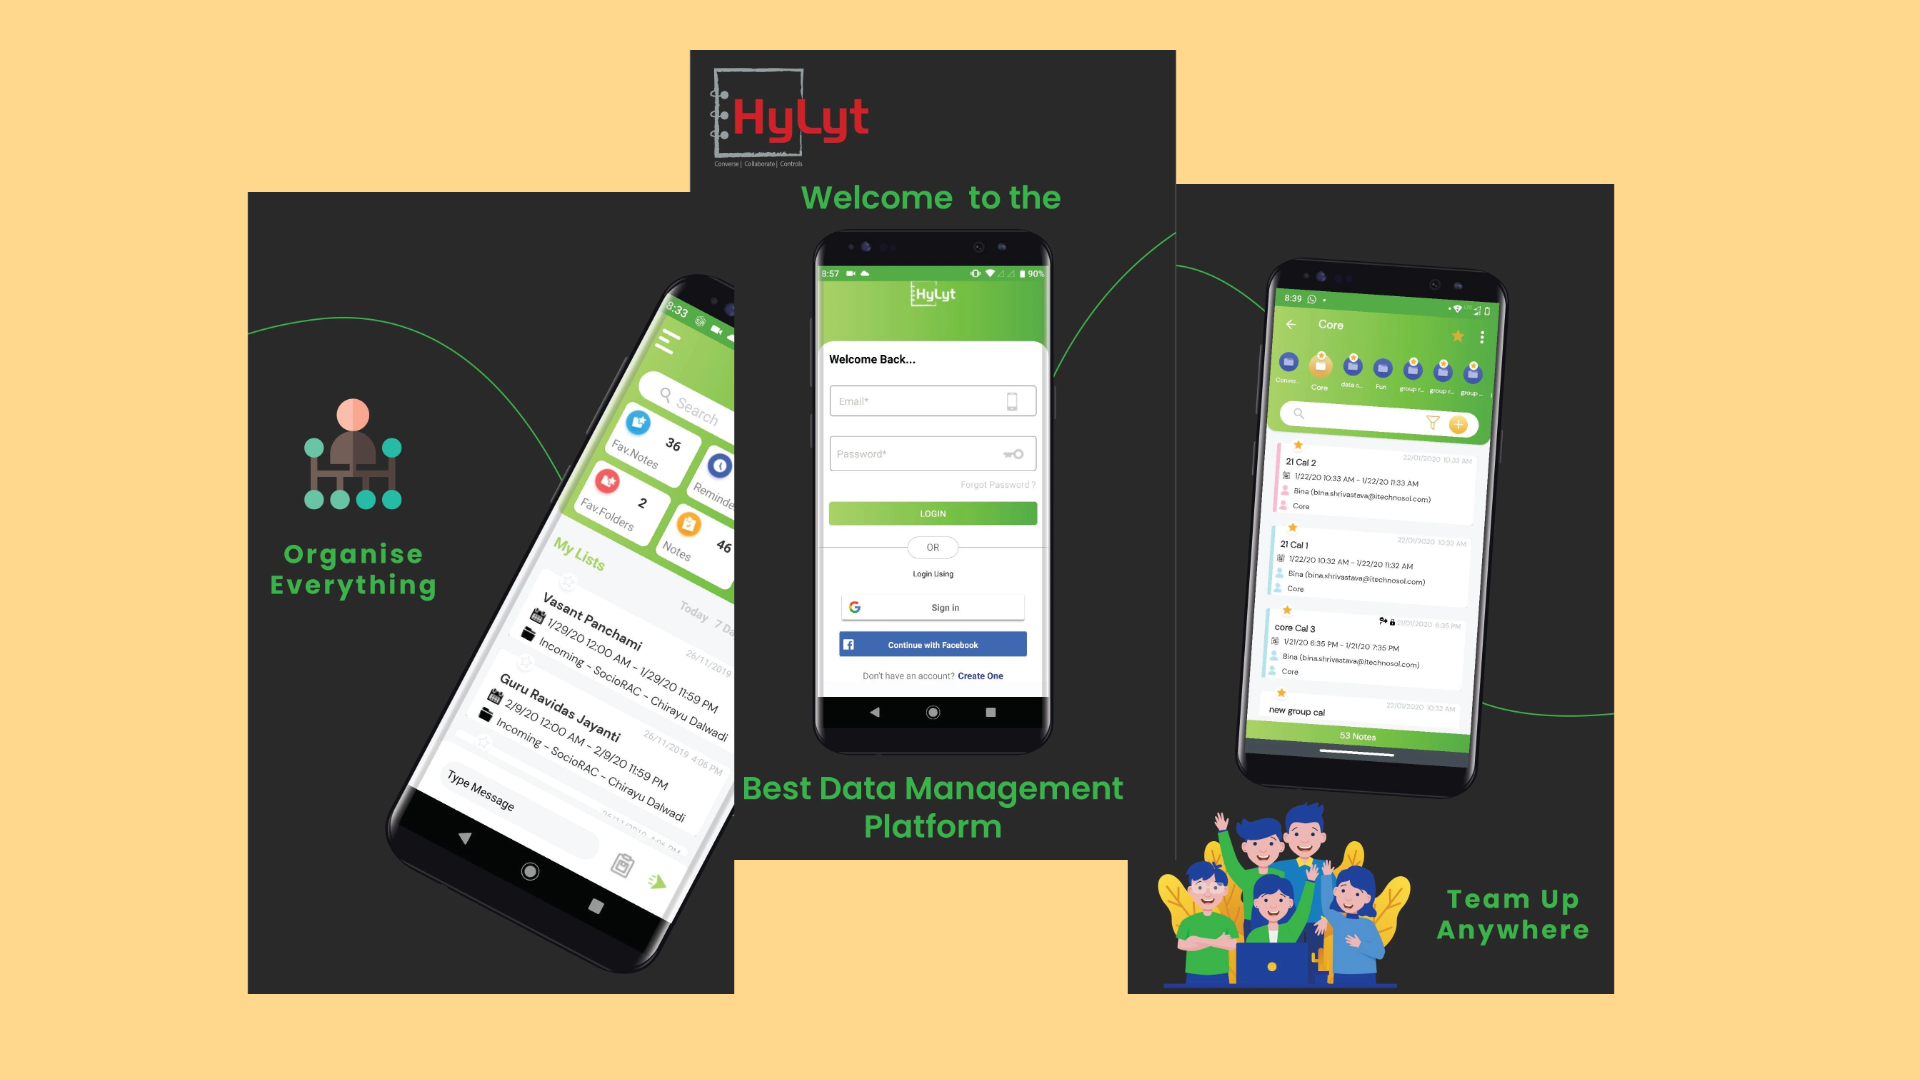 HyLyt
Converse | Collaborate | Controls
Welcome to the
8:57
90%
HyLyt
Welcome Back...
Email*
Password*
Forgot Password ?
LOGIN
OR
Login Using
Sign in
Continue with Facebook
Don't have an account? Create One
Best Data Management
Platform
Organise
Everything
8:33
Search
36
Fav.Notes
Reminde
2
Fav.Folders
46
Notes
My Lists
Today 7 Da
Vasant Panchami
26/11/2019
1/29/20 12:00 AM - 1/29/20 11:59 PM
Incoming - SocioRAC - Chirayu Dalwadi
Guru Ravidas Jayanti
26/11/2019 4:06 PM
2/9/20 12:00 AM - 2/9/20 11:59 PM
Incoming - SocioRAC - Chirayu Dalwadi
Type Message
8:39
Core
Core
data c...
Fun
group r...
group r...
group ...
22/01/2020 10:33 AM
21 Cal 2
1/22/20 10:33 AM - 1/22/20 11:33 AM
Bina (bina.shrivastava@itechnosol.com)
Core
22/01/2020 10:32 AM
21 Cal 1
1/22/20 10:32 AM - 1/22/20 11:32 AM
Bina (bina.shrivastava@itechnosol.com)
Core
21/01/2020 6:35 PM
core Cal 3
1/21/20 6:35 PM - 1/21/20 7:35 PM
Bina (bina.shrivastava@itechnosol.com)
Core
new group cal
53 Notes
Team Up
Anywhere